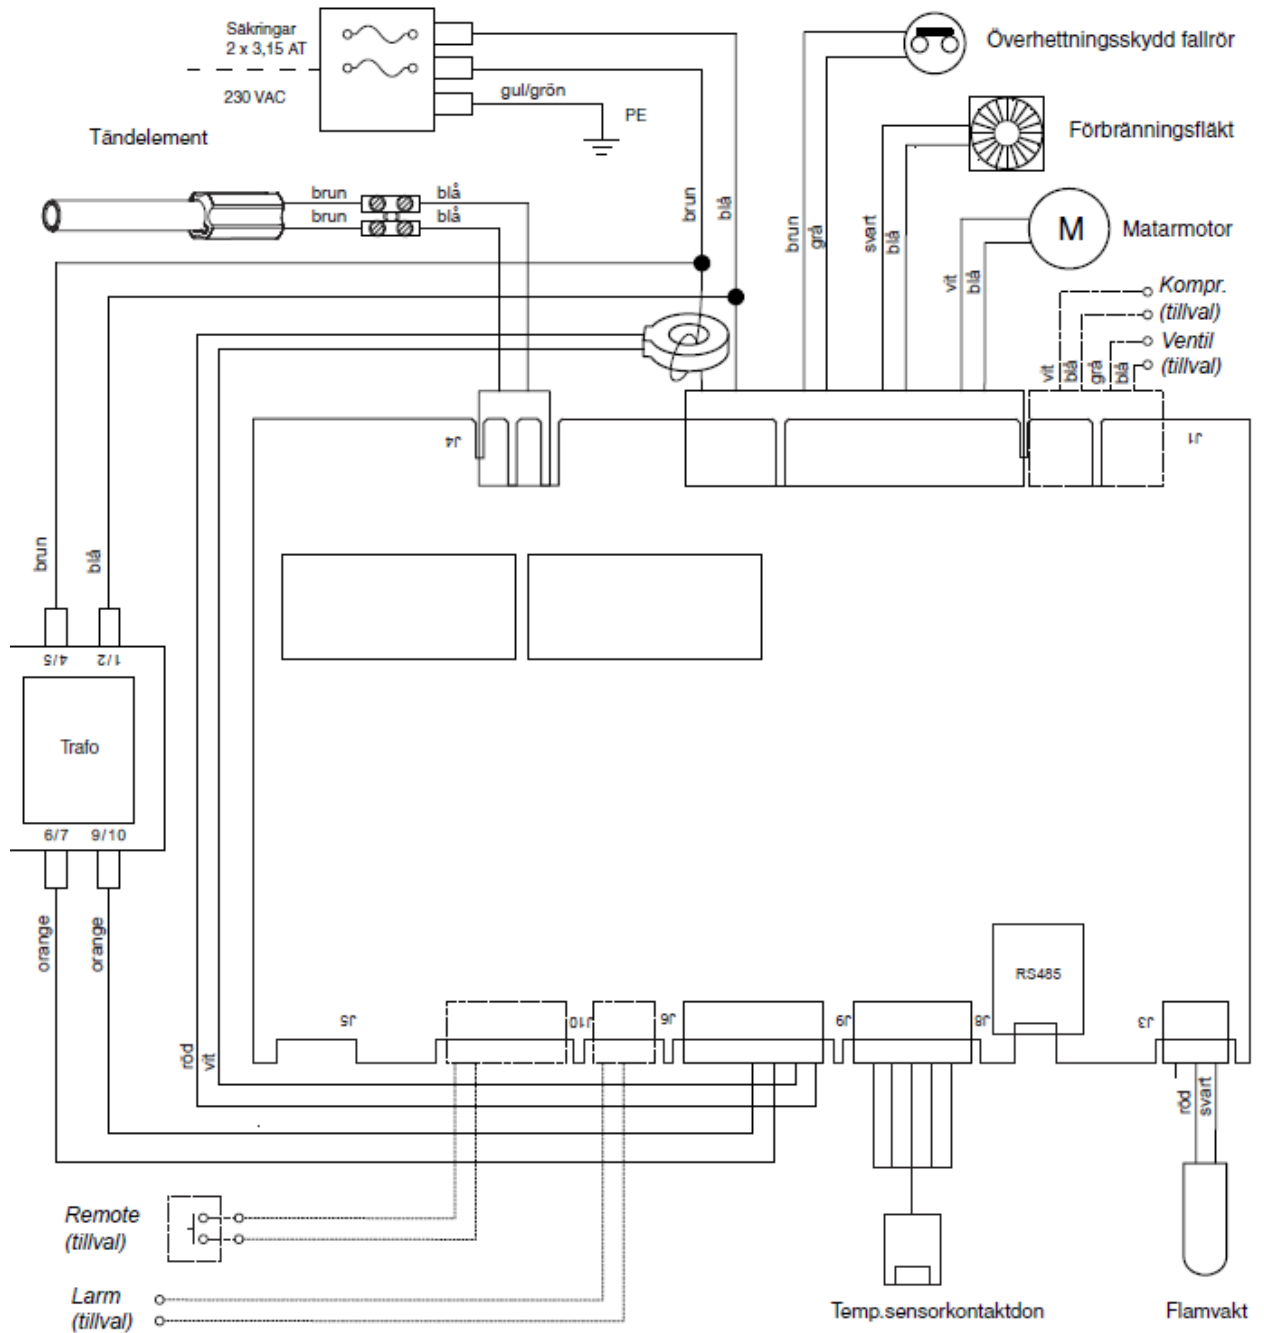 Säkringar
2 x 3,15 AT
230 VAC
gul/grön
PE
Överhettningsskydd fallrör
Förbränningsfläkt
Matarmotor
M
Tändelement
brun
blå
brun
blå
brun
blå
brun
grå
svart
blå
vit
blå
Kompr.
(tillval)
Ventil
(tillval)
vit
blå
grå
blå
J4
J1
brun
blå
4/5
1/2
Trafo
6/7
9/10
orange
orange
RS485
J5
J10
J6
J9
J8
J3
röd
vit
röd
svart
Remote
(tillval)
Larm
(tillval)
Temp.sensorkontaktdon
Flamvakt